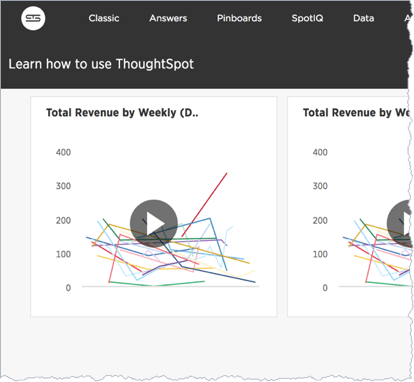 Classic Answers Pinboards SpotIQ Data
Learn how to use ThoughtSpot
Total Revenue by Weekly (D..
Total Revenue by We
400
300
200
100
0
400
300
200
100
0